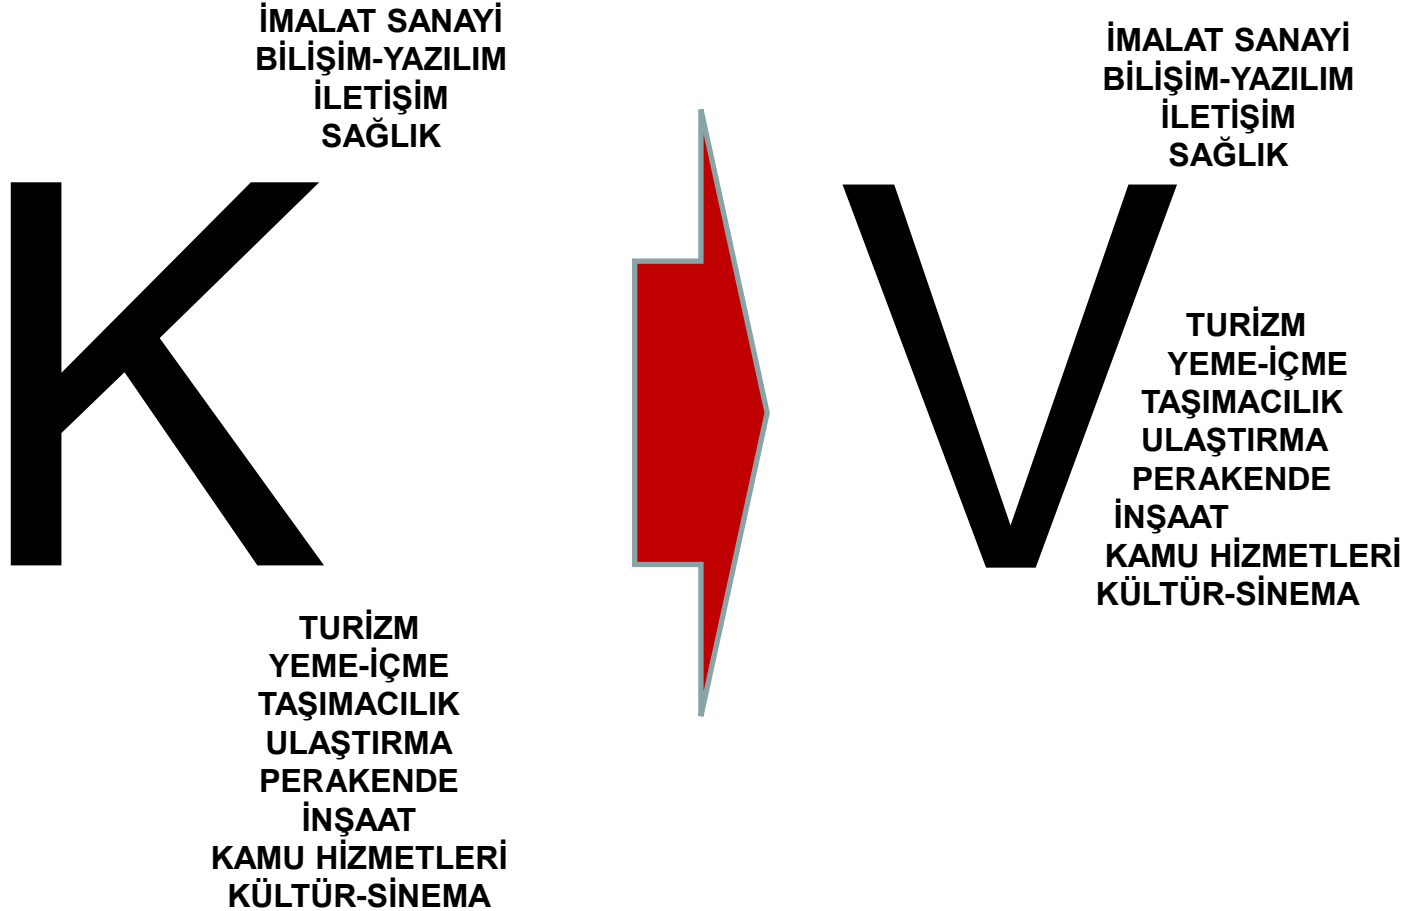 İMALAT SANAYİ
BİLİŞİM-YAZILIM
İLETİŞİM
SAĞLIK
K
TURİZM
YEME-İÇME
TAŞIMACILIK
ULAŞTIRMA
PERAKENDE
İNŞAAT
KAMU HİZMETLERİ
KÜLTÜR-SİNEMA
İMALAT SANAYİ
BİLİŞİM-YAZILIM
İLETİŞİM
SAĞLIK
V
TURİZM
YEME-İÇME
TAŞIMACILIK
ULAŞTIRMA
PERAKENDE
İNŞAAT
KAMU HİZMETLERİ
KÜLTÜR-SİNEMA